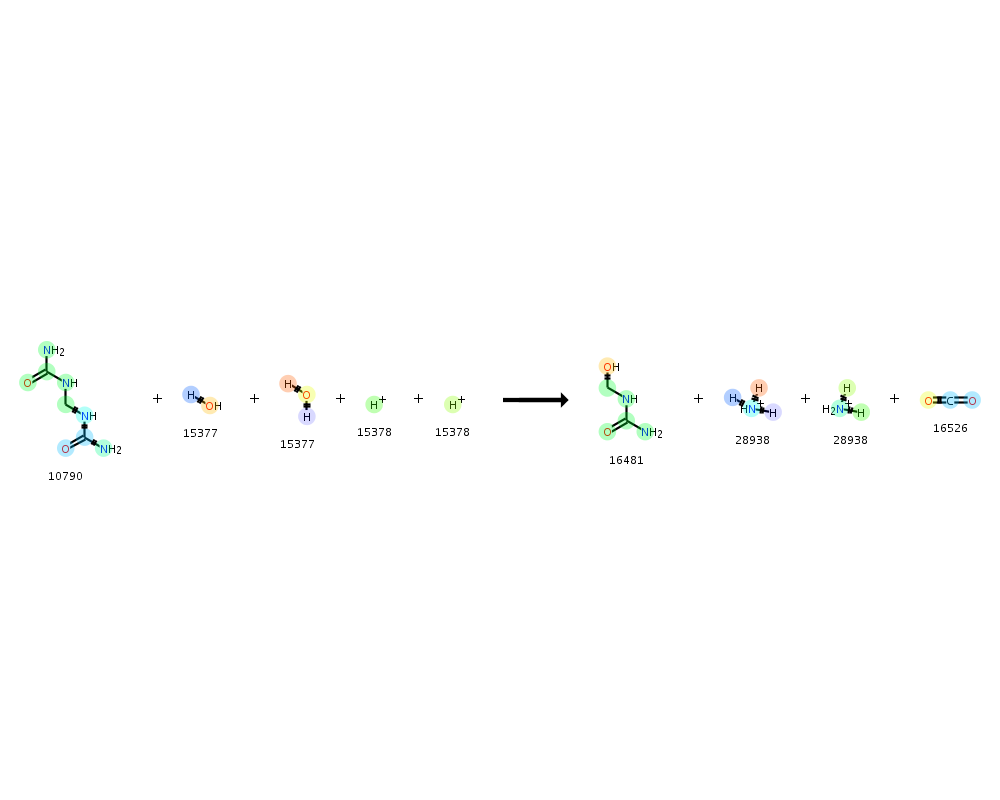 NH2
O NH
NH
O NH2
10790
+
H OH
15377
+
H O H
15377
+
H+
15378
+
H+
15378
OH
NH
O NH2
16481
+
H H HN+ H
28938
+
H H2N+ H
28938
+
O C O
16526